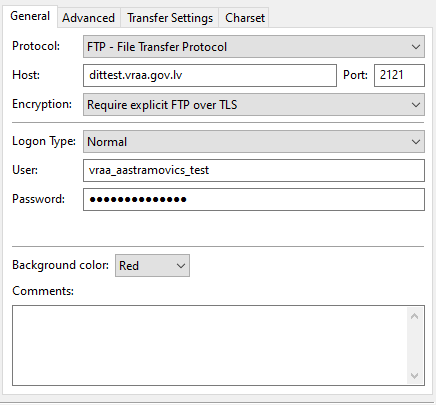 General Advanced Transfer Settings Charset
Protocol: FTP - File Transfer Protocol
Host: dittest.vraa.gov.lv Port: 2121
Encryption: Require explicit FTP over TLS
Logon Type: Normal
User: vraa_aastramovics_test
Password: ●●●●●●●●●●●●●●
Background color: Red
Comments: